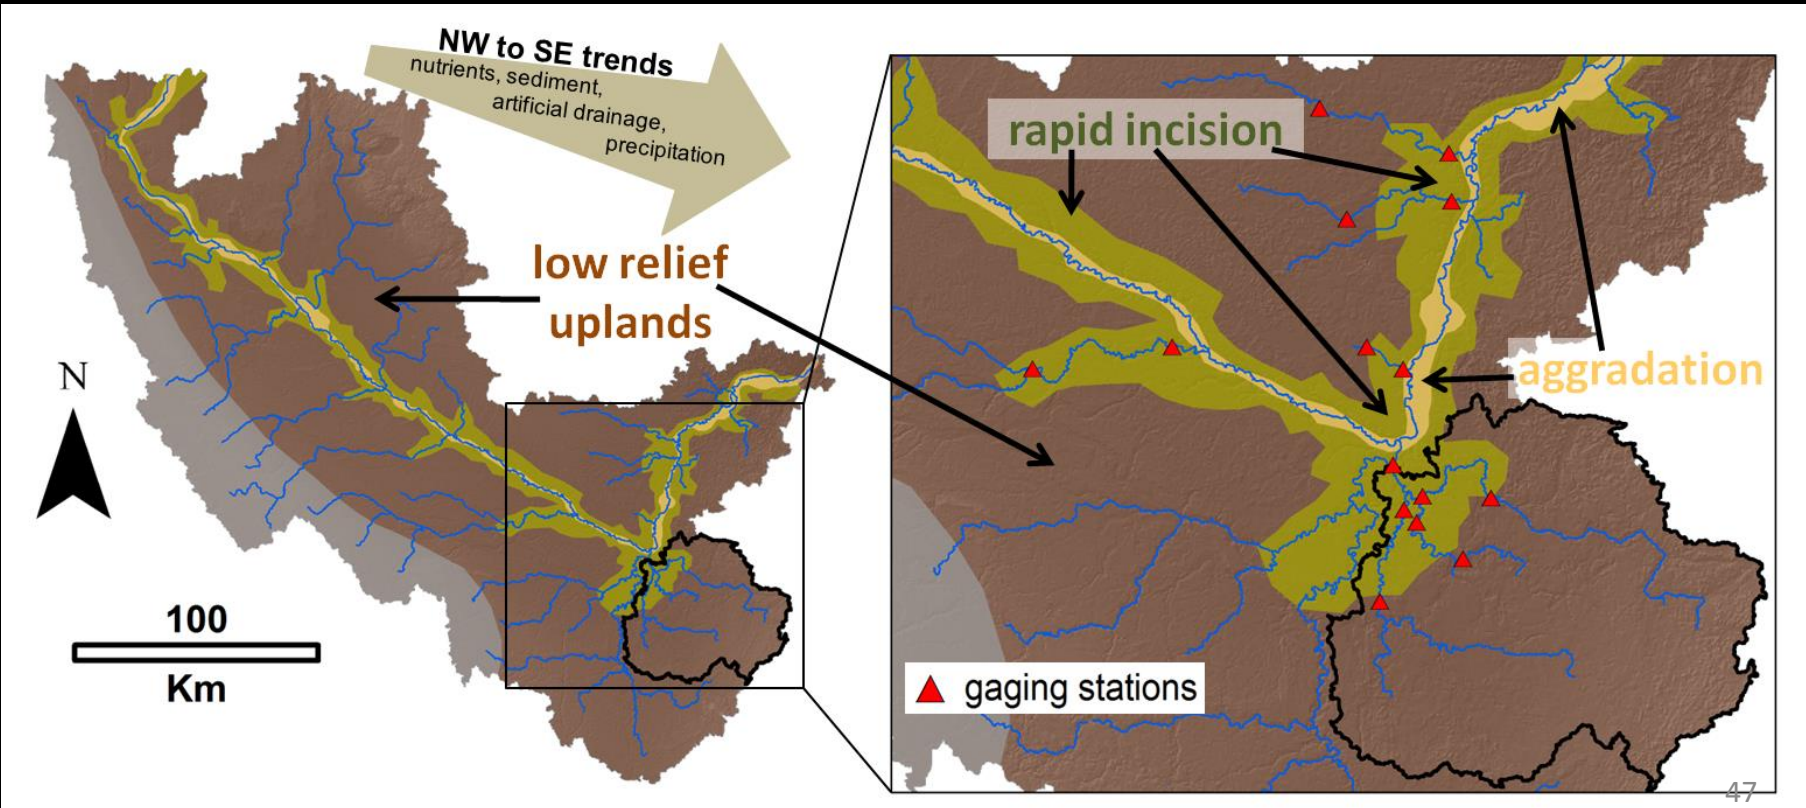 NW to SE trends
nutrients, sediment,
artificial drainage,
precipitation
low relief
uplands
N
100
Km
rapid incision
aggradation
gaging stations
47